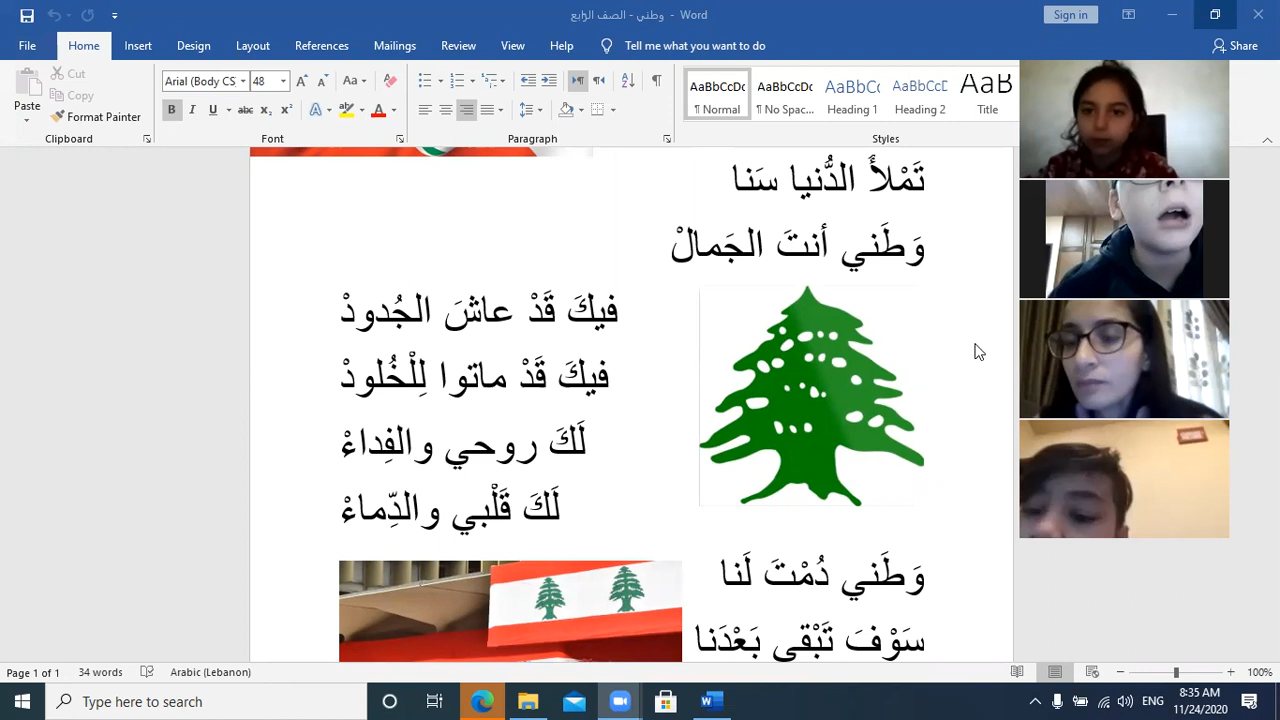 وطني - الصف الرابع - Word
Sign in
File Home Insert Design Layout References Mailings Review View Help Tell me what you want to do Share
Paste
Cut
Copy
Format Painter
Clipboard
Arial (Body CS 48
Font
Paragraph
AaBbCcDc AaBbCcDc AaBbC AaBbCcD AaB
¶ Normal ¶ No Spac... Heading 1 Heading 2 Title
Styles
تَمْلأُ الدُّنيا سَنا
وَطَني أنتَ الجَمالْ
فيكَ قَدْ عاشَ الجُدودْ
فيكَ قَدْ ماتوا لِلْخُلودْ
لَكَ روحي والفِداءْ
لَكَ قَلْبي والدِّماءْ
وَطَني دُمْتَ لَنا
سَوْفَ تَبْقى بَعْدَنا
Page 1 of 1 34 words Arabic (Lebanon) 100%
Type here to search
ENG
8:35 AM
11/24/2020